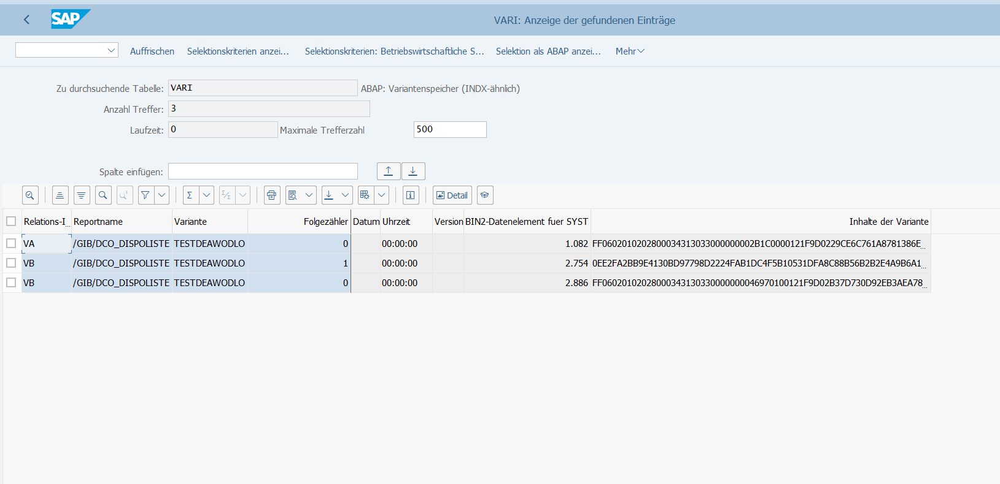 SAP
VARI: Anzeige der gefundenen Einträge
Auffrischen Selektionskriterien anzei... Selektionskriterien: Betriebswirtschaftliche S... Selektion als ABAP anzei... Mehr
Zu durchsuchende Tabelle: VARI ABAP: Variantenspeicher (INDX-ähnlich)
Anzahl Treffer: 3
Laufzeit: 0 Maximale Trefferzahl 500
Spalte einfügen:
Detail
Relations-I... Reportname Variante Folgezähler Datum Uhrzeit Version BIN2-Datenelement fuer SYST Inhalte der Variante
VA /GIB/DCO_DISPOLISTE TESTDEAWODLO 0 00:00:00 1.082 FF060201020280003431303300000000​2B1C0000121F9D0229CE6C761A8781386E...
VB /GIB/DCO_DISPOLISTE TESTDEAWODLO 1 00:00:00 2.754 0EE2FA2BB9E4130BD97798D2224FAB1DC4F5B10531DFA8C88B56B2B2E4A9B6A1...
VB /GIB/DCO_DISPOLISTE TESTDEAWODLO 0 00:00:00 2.886 FF06020102028000343130330000000046970100121F9D02B37D730D92EB3AEA78...